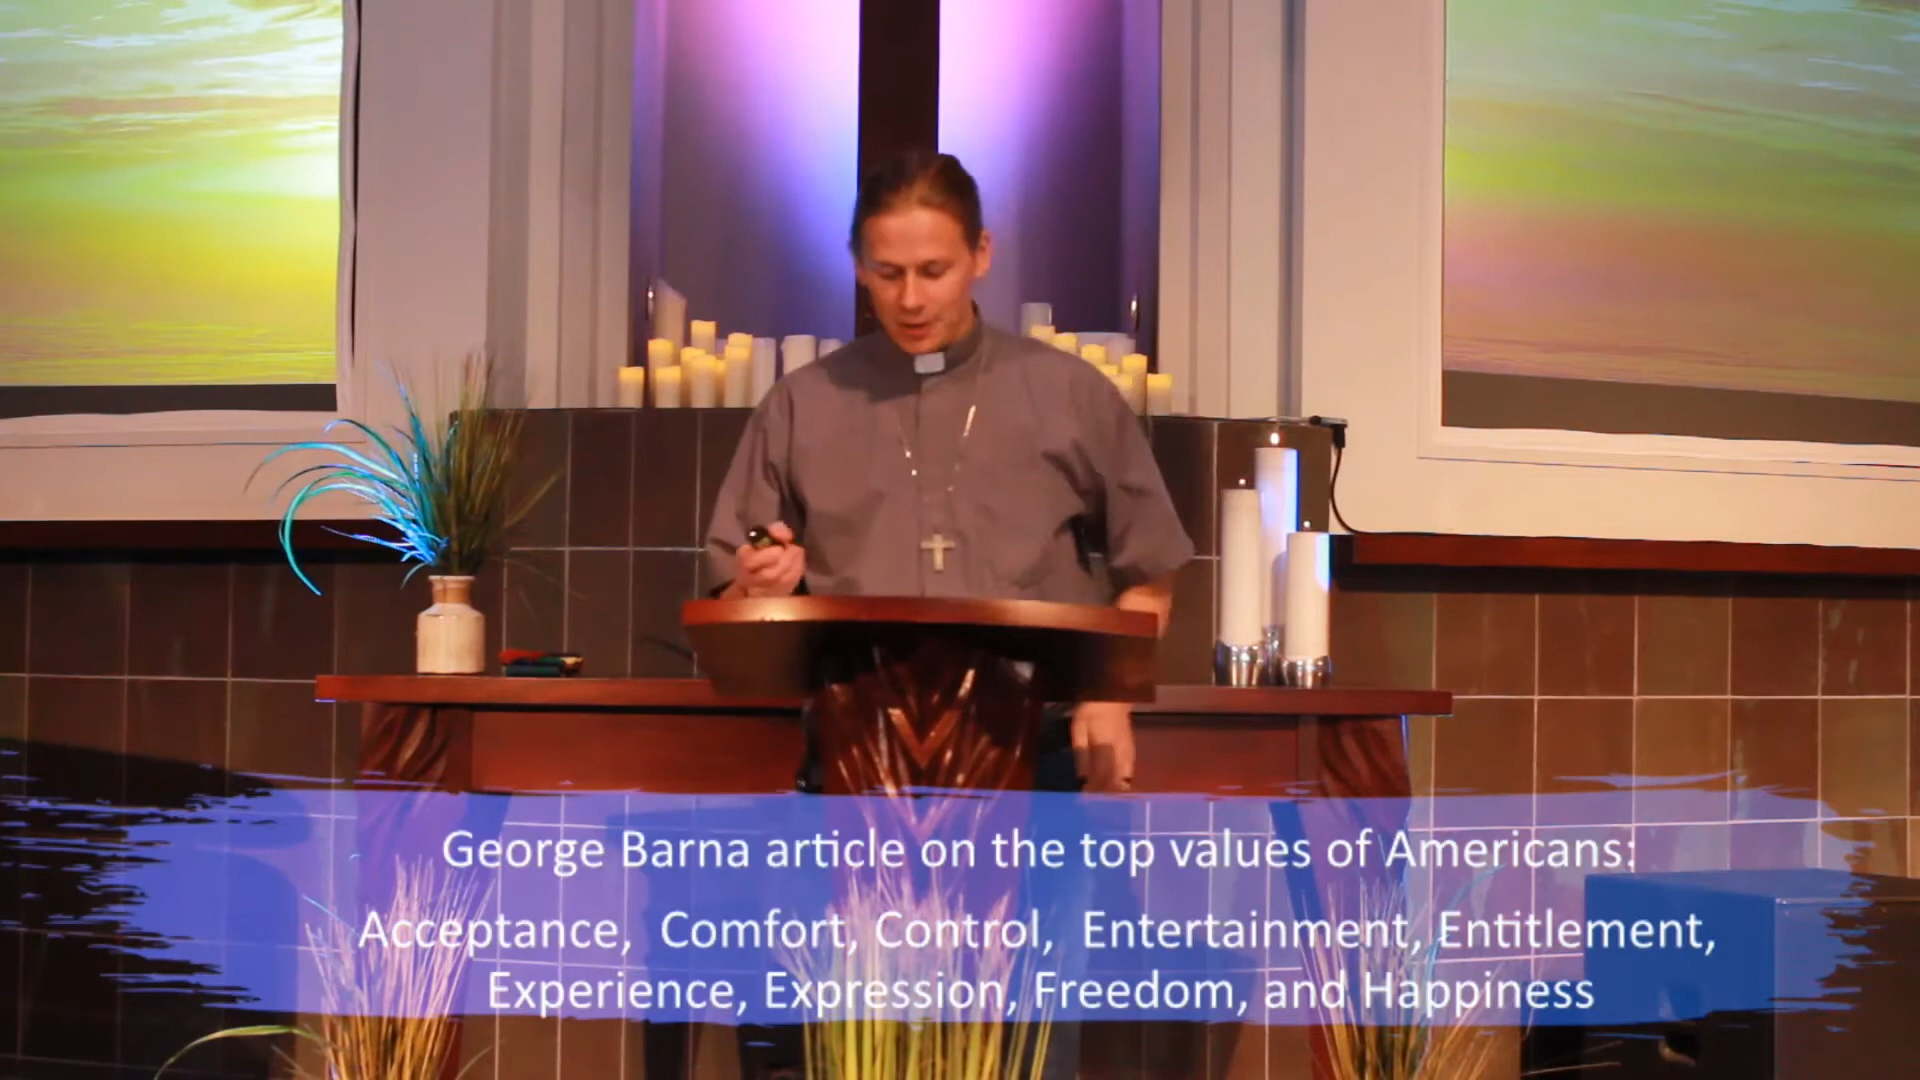 George Barna article on the top values of Americans:
Acceptance, Comfort, Control, Entertainment, Entitlement,
Experience, Expression, Freedom, and Happiness